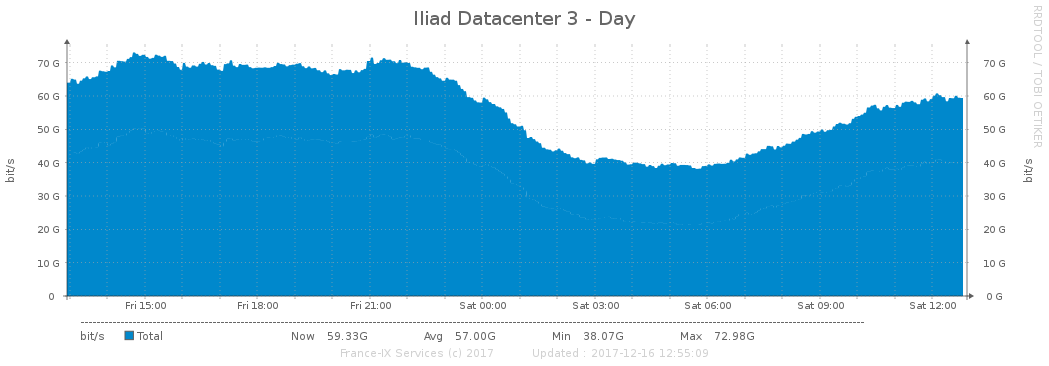 Iliad Datacenter 3 - Day
RRDTOOL / TOBI OETIKER
bit/s
70 G
60 G
50 G
40 G
30 G
20 G
10 G
0
70 G
60 G
50 G
40 G
30 G
20 G
10 G
0 G
bit/s
Fri 15:00 Fri 18:00 Fri 21:00 Sat 00:00 Sat 03:00 Sat 06:00 Sat 09:00 Sat 12:00
bit/s Total Now 59.33G Avg 57.00G Min 38.07G Max 72.98G
France-IX Services (c) 2017 Updated : 2017-12-16 12:55:09